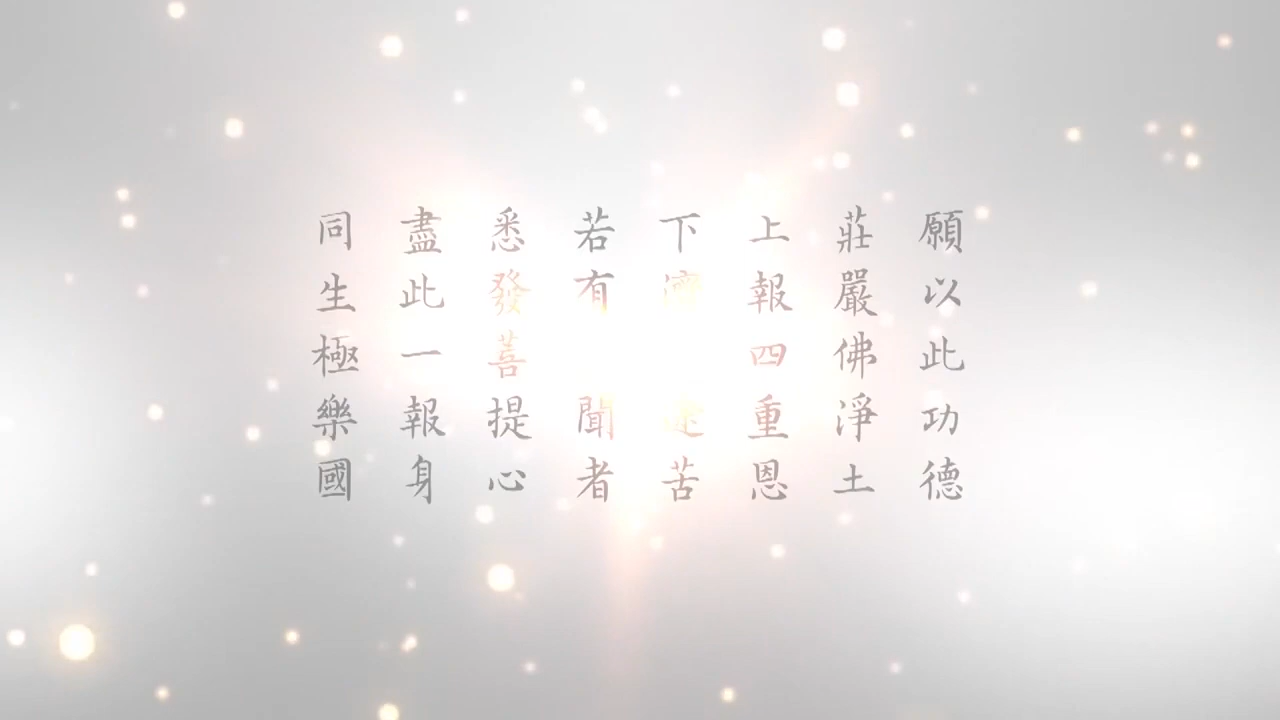 願以此功德
莊嚴佛淨土
上報四重恩
下濟苦
若有聞者
悉發菩提心
盡此一報身
同生極樂國